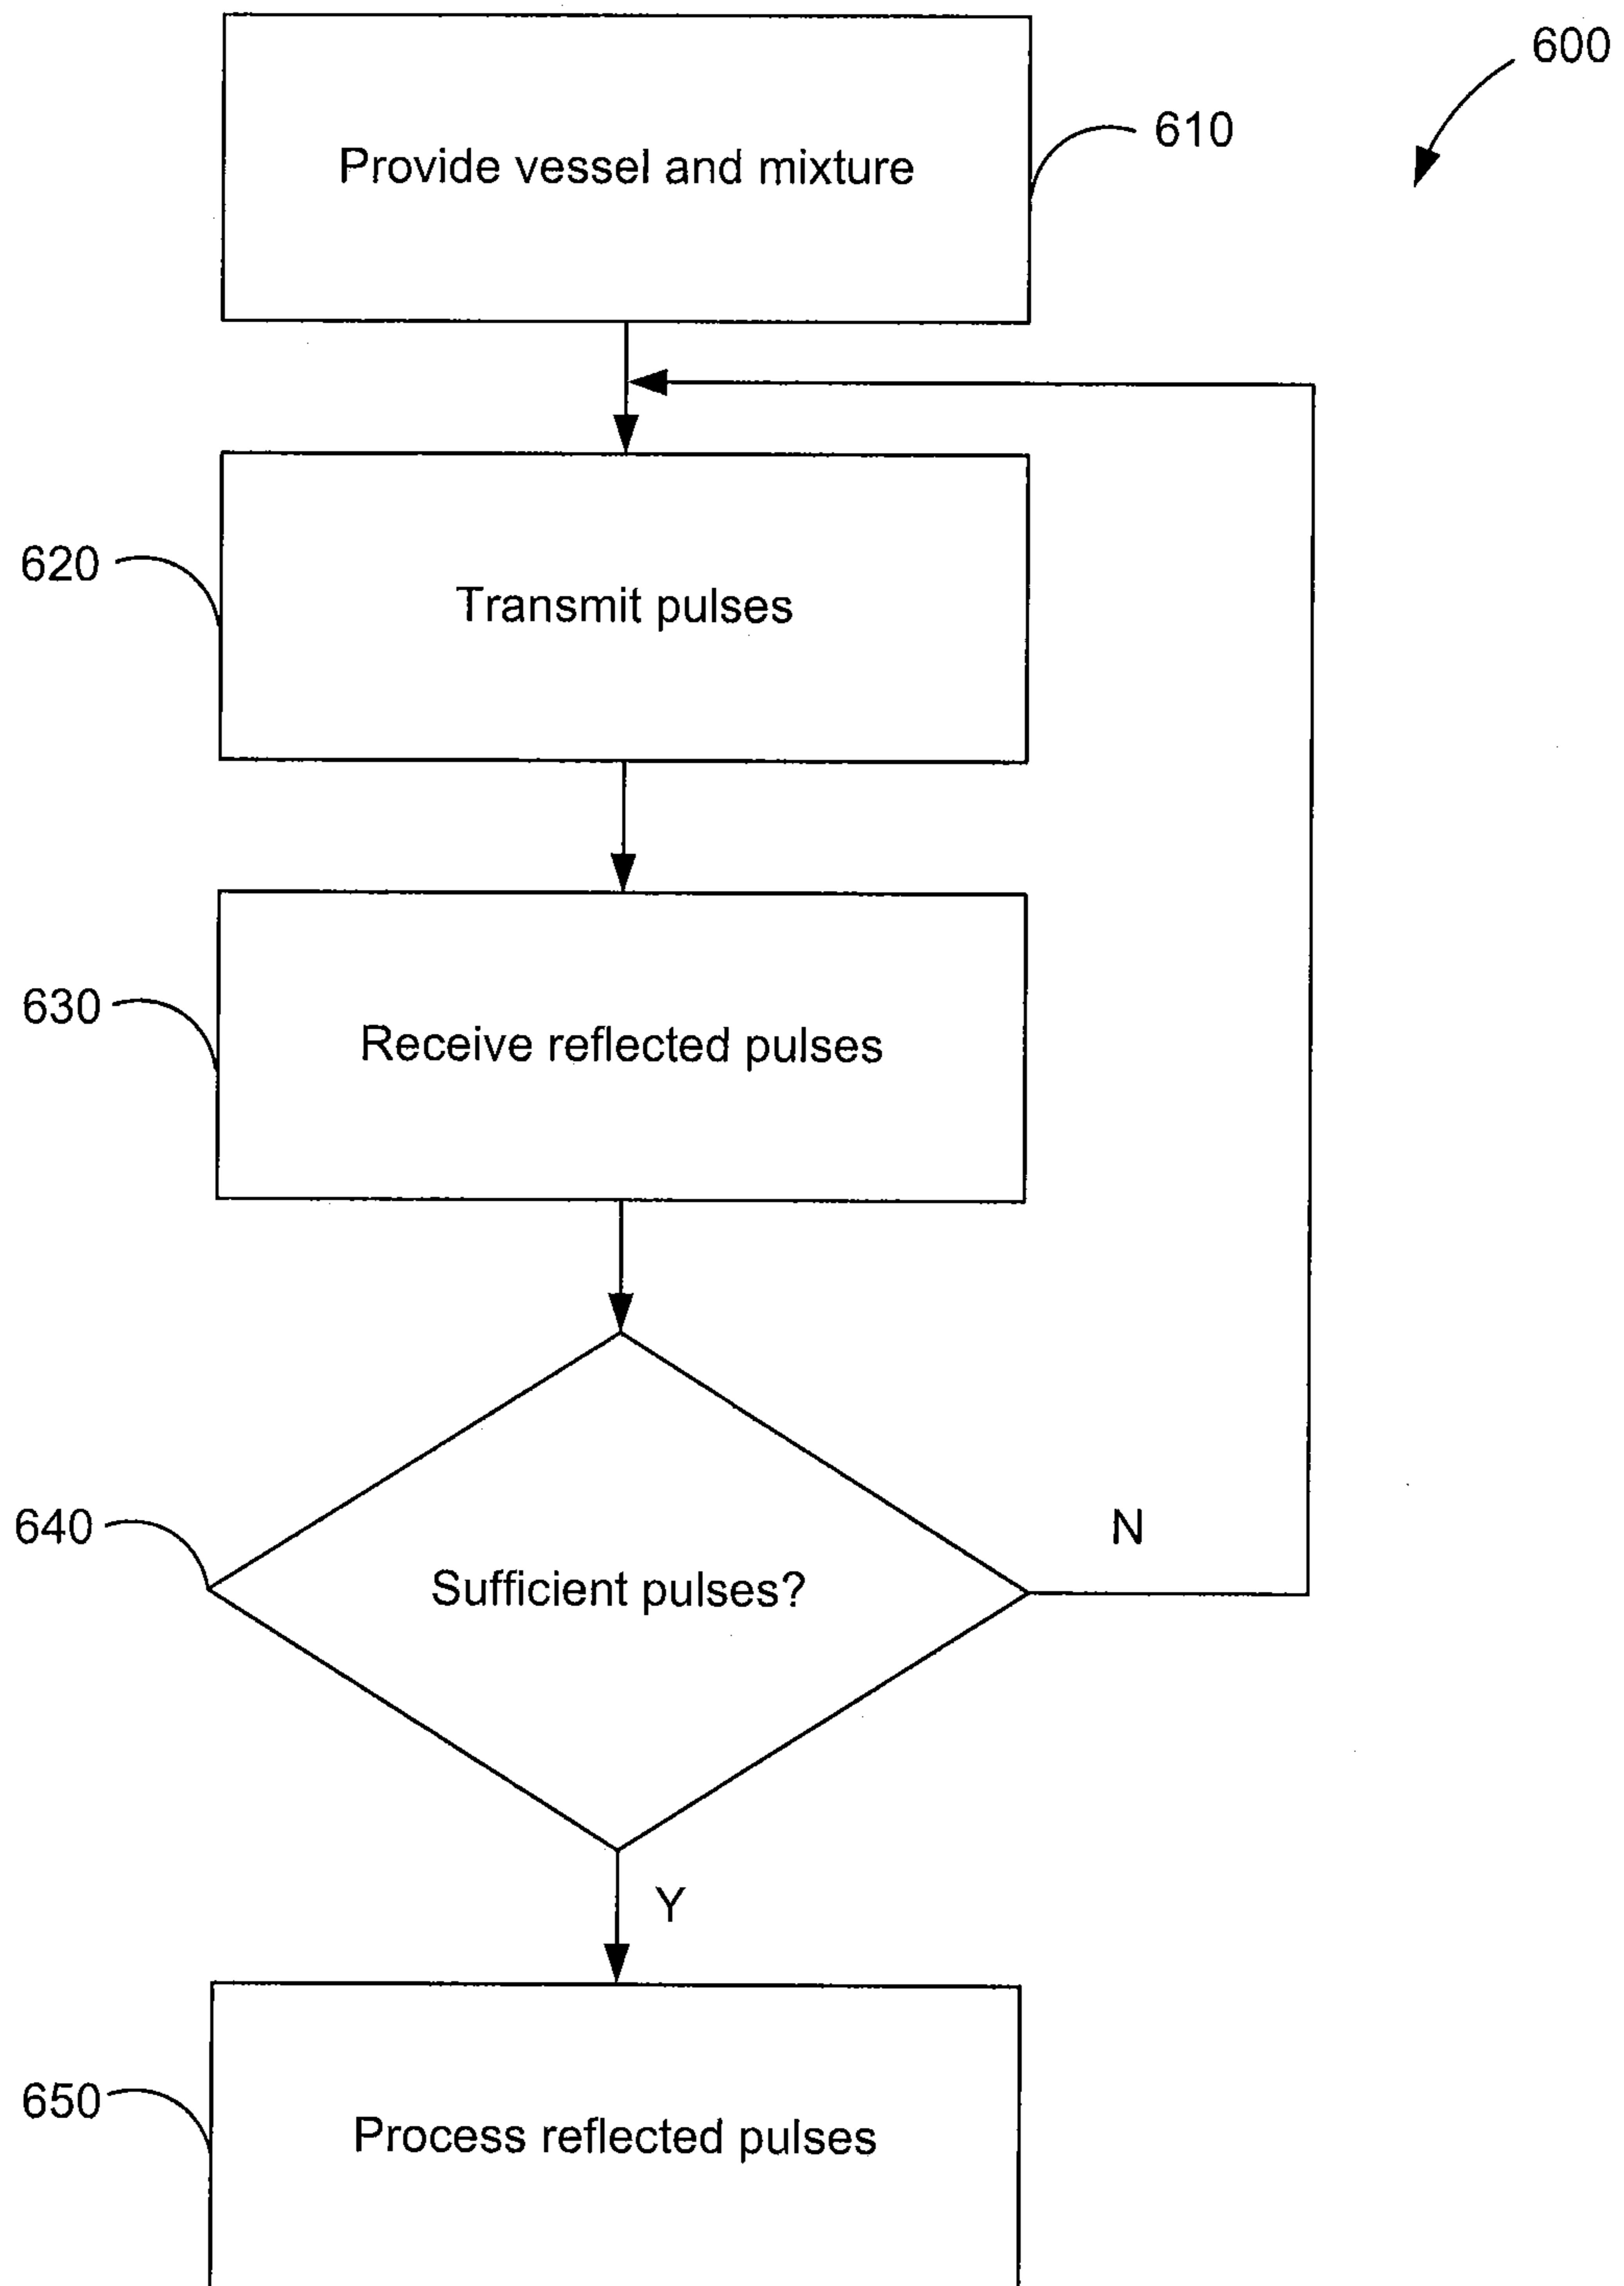 600
Provide vessel and mixture
610
620
Transmit pulses
630
Receive reflected pulses
640
Sufficient pulses?
N
Y
650
Process reflected pulses